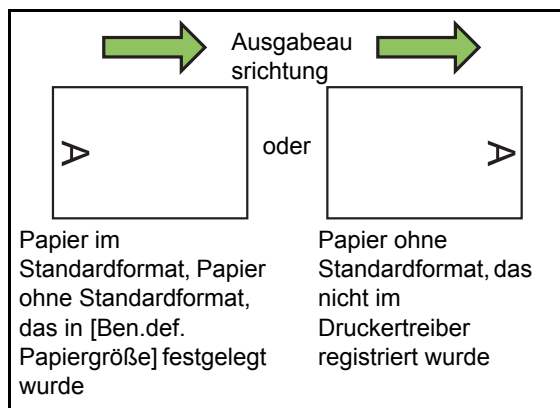 Ausgabeau
srichtung
A
oder
A
Papier im
Standardformat, Papier
ohne Standardformat,
das in [Ben.def.
Papiergröße] festgelegt
wurde
Papier ohne
Standardformat, das
nicht im
Druckertreiber
registriert wurde